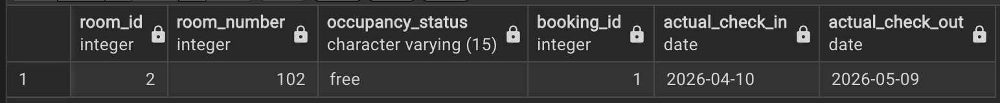 room_id room_number occupancy_status booking_id actual_check_in actual_check_out
integer integer character varying (15) integer date date
1 2 102 free 1 2026-04-10 2026-05-09